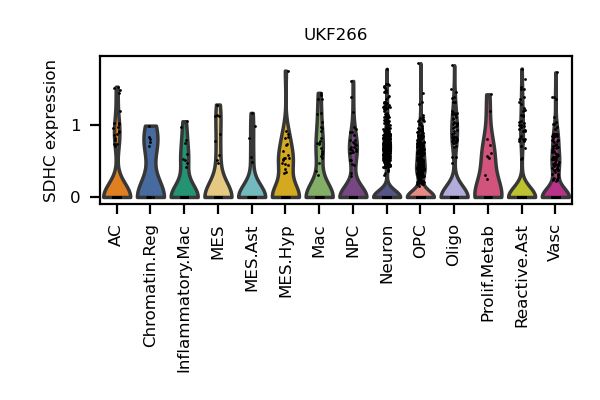 UKF266
SDHC expression
1
0
AC
Chromatin.Reg
Inflammatory.Mac
MES
MES.Ast
MES.Hyp
Mac
NPC
Neuron
OPC
Oligo
Prolif.Metab
Reactive.Ast
Vasc